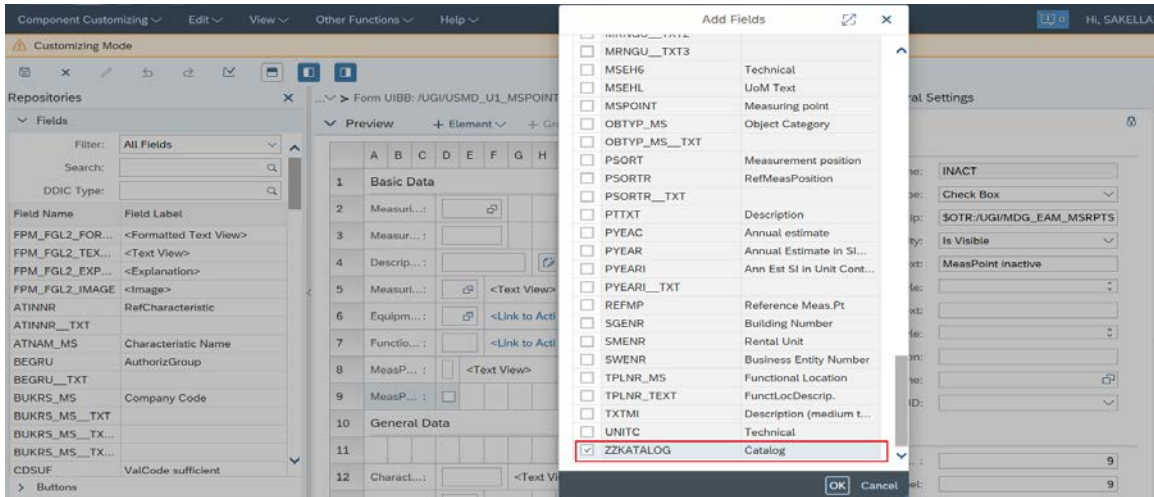 Component Customizing Edit View Other Functions Help
Add Fields
Hi, SAKELLA
Customizing Mode
Repositories
Form UIBB: /UGI/USMD_U1_MSPOINT
Fields
Preview + Element
Filter: All Fields
Search:
DDIC Type:
Field Name Field Label
FPM_FGL2_FOR... <Formatted Text View>
FPM_FGL2_TEX... <Text View>
FPM_FGL2_EXP... <Explanation>
FPM_FGL2_IMAGE <Image>
ATINNR RefCharacteristic
ATINNR__TXT
ATNAM_MS Characteristic Name
BEGRU AuthorizGroup
BEGRU__TXT
BUKRS_MS Company Code
BUKRS_MS__TXT
BUKRS_MS__TX...
BUKRS_MS__TX...
CDSUF ValCode sufficient
Buttons
A B C D E F G H
1 Basic Data
2 Measuri...:
3 Measur...:
4 Descrip...:
5 Measuri...: <Text View>
6 Equipm...: <Link to Acti
7 Functio...: <Link to Acti
8 MeasP... : <Text View>
9 MeasP... :
10 General Data
11
12 Charact...: <Text Vi
MRNGU__TXT3
MSEH6 Technical
MSEHL UoM Text
MSPOINT Measuring point
OBTYP_MS Object Category
OBTYP_MS__TXT
PSORT Measurement position
PSORTR RefMeasPosition
PSORTR__TXT
PTTXT Description
PYEAC Annual estimate
PYEAR Annual Estimate in SI...
PYEARI Ann Est SI in Unit Cont...
PYEARI__TXT
REFMP Reference Meas.Pt
SGENR Building Number
SMENR Rental Unit
SWENR Business Entity Number
TPLNR_MS Functional Location
TPLNR_TEXT FunctLocDescrip.
TXTMI Description (medium t...
UNITC Technical
ZZKATALOG Catalog
OK Cancel
al Settings
INACT
Check Box
$OTR:/UGI/MDG_EAM_MSRPTS
Is Visible
MeasPoint inactive
ID:
9
9